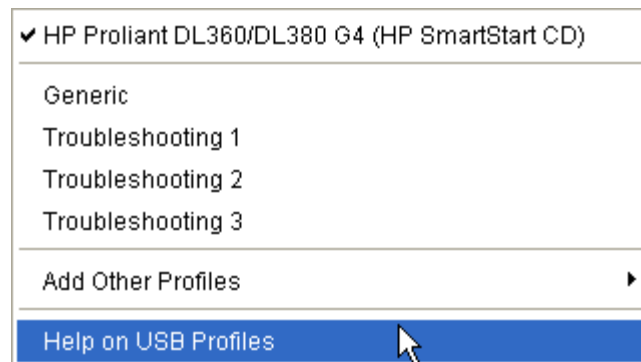 HP Proliant DL360/DL380 G4 (HP SmartStart CD)
Generic
Troubleshooting 1
Troubleshooting 2
Troubleshooting 3
Add Other Profiles
Help on USB Profiles